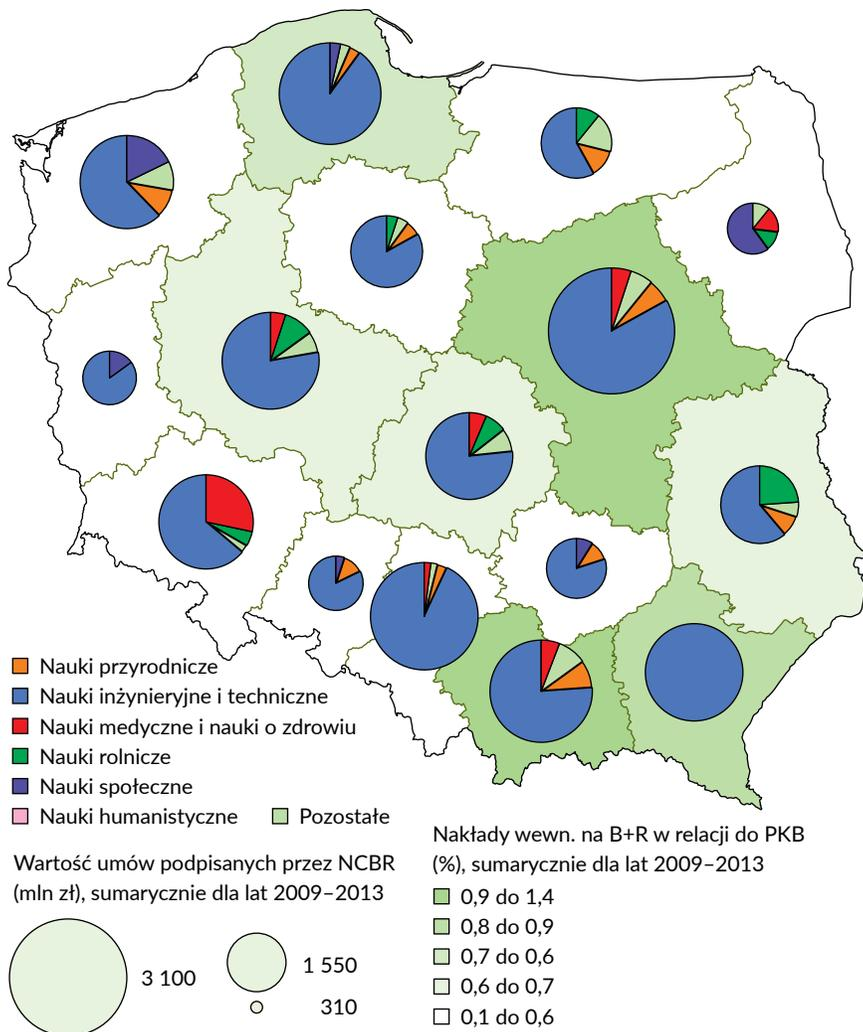 Nauki przyrodnicze
Nauki inżynieryjne i techniczne
Nauki medyczne i nauki o zdrowiu
Nauki rolnicze
Nauki społeczne
Nauki humanistyczne
Pozostałe
Wartość umów podpisanych przez NCBR
(mln zł), sumarycznie dla lat 2009–2013
3 100
1 550
310
Nakłady wewn. na B+R w relacji do PKB
(%), sumarycznie dla lat 2009–2013
0,9 do 1,4
0,8 do 0,9
0,7 do 0,6
0,6 do 0,7
0,1 do 0,6